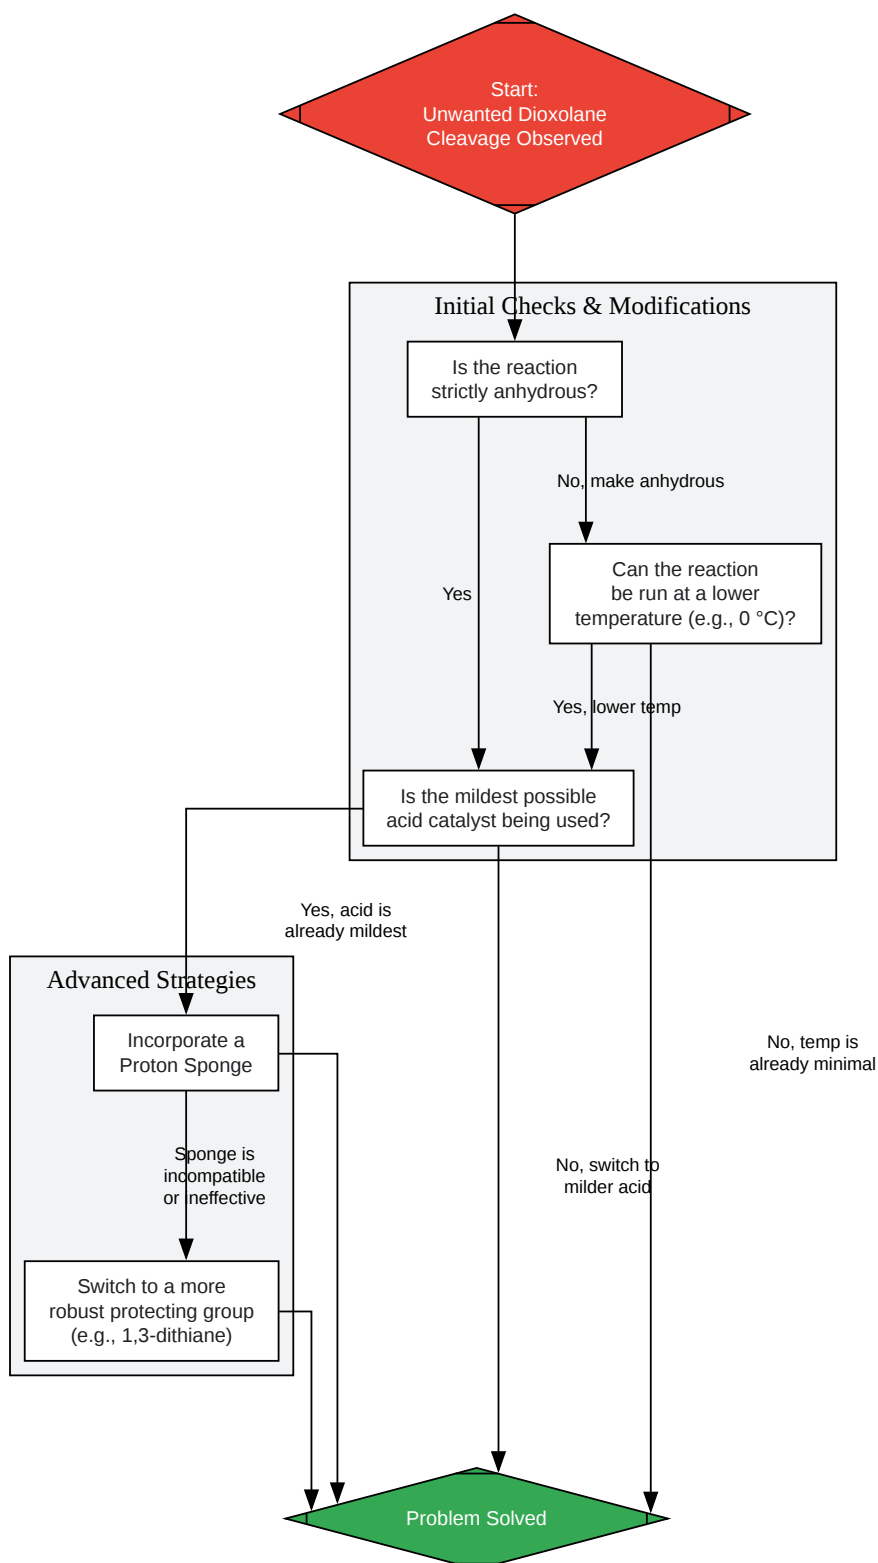 Start:
Unwanted Dioxolane
Cleavage Observed
Initial Checks & Modifications
Is the reaction
strictly anhydrous?
No, make anhydrous
Can the reaction
be run at a lower
temperature (e.g., 0 °C)?
Yes
Yes, lower temp
Is the mildest possible
acid catalyst being used?
Yes, acid is
already mildest
Advanced Strategies
Incorporate a
Proton Sponge
No, temp is
already minimal
Sponge is
incompatible
or ineffective
No, switch to
milder acid
Switch to a more
robust protecting group
(e.g., 1,3-dithiane)
Problem Solved